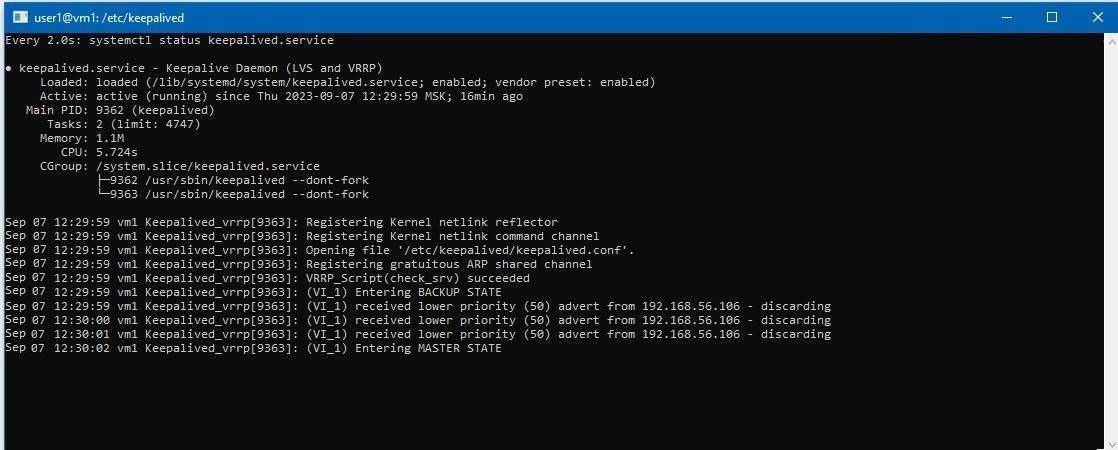 user1@vm1: /etc/keepalived
Every 2.0s: systemctl status keepalived.service
● keepalived.service - Keepalive Daemon (LVS and VRRP)
Loaded: loaded (/lib/systemd/system/keepalived.service; enabled; vendor preset: enabled)
Active: active (running) since Thu 2023-09-07 12:29:59 MSK; 16min ago
Main PID: 9362 (keepalived)
Tasks: 2 (limit: 4747)
Memory: 1.1M
CPU: 5.724s
CGroup: /system.slice/keepalived.service
├─9362 /usr/sbin/keepalived --dont-fork
└─9363 /usr/sbin/keepalived --dont-fork
Sep 07 12:29:59 vm1 Keepalived_vrrp[9363]: Registering Kernel netlink reflector
Sep 07 12:29:59 vm1 Keepalived_vrrp[9363]: Registering Kernel netlink command channel
Sep 07 12:29:59 vm1 Keepalived_vrrp[9363]: Opening file '/etc/keepalived/keepalived.conf'.
Sep 07 12:29:59 vm1 Keepalived_vrrp[9363]: Registering gratuitous ARP shared channel
Sep 07 12:29:59 vm1 Keepalived_vrrp[9363]: VRRP_Script(check_srv) succeeded
Sep 07 12:29:59 vm1 Keepalived_vrrp[9363]: (VI_1) Entering BACKUP STATE
Sep 07 12:29:59 vm1 Keepalived_vrrp[9363]: (VI_1) received lower priority (50) advert from 192.168.56.106 - discarding
Sep 07 12:30:00 vm1 Keepalived_vrrp[9363]: (VI_1) received lower priority (50) advert from 192.168.56.106 - discarding
Sep 07 12:30:01 vm1 Keepalived_vrrp[9363]: (VI_1) received lower priority (50) advert from 192.168.56.106 - discarding
Sep 07 12:30:02 vm1 Keepalived_vrrp[9363]: (VI_1) Entering MASTER STATE